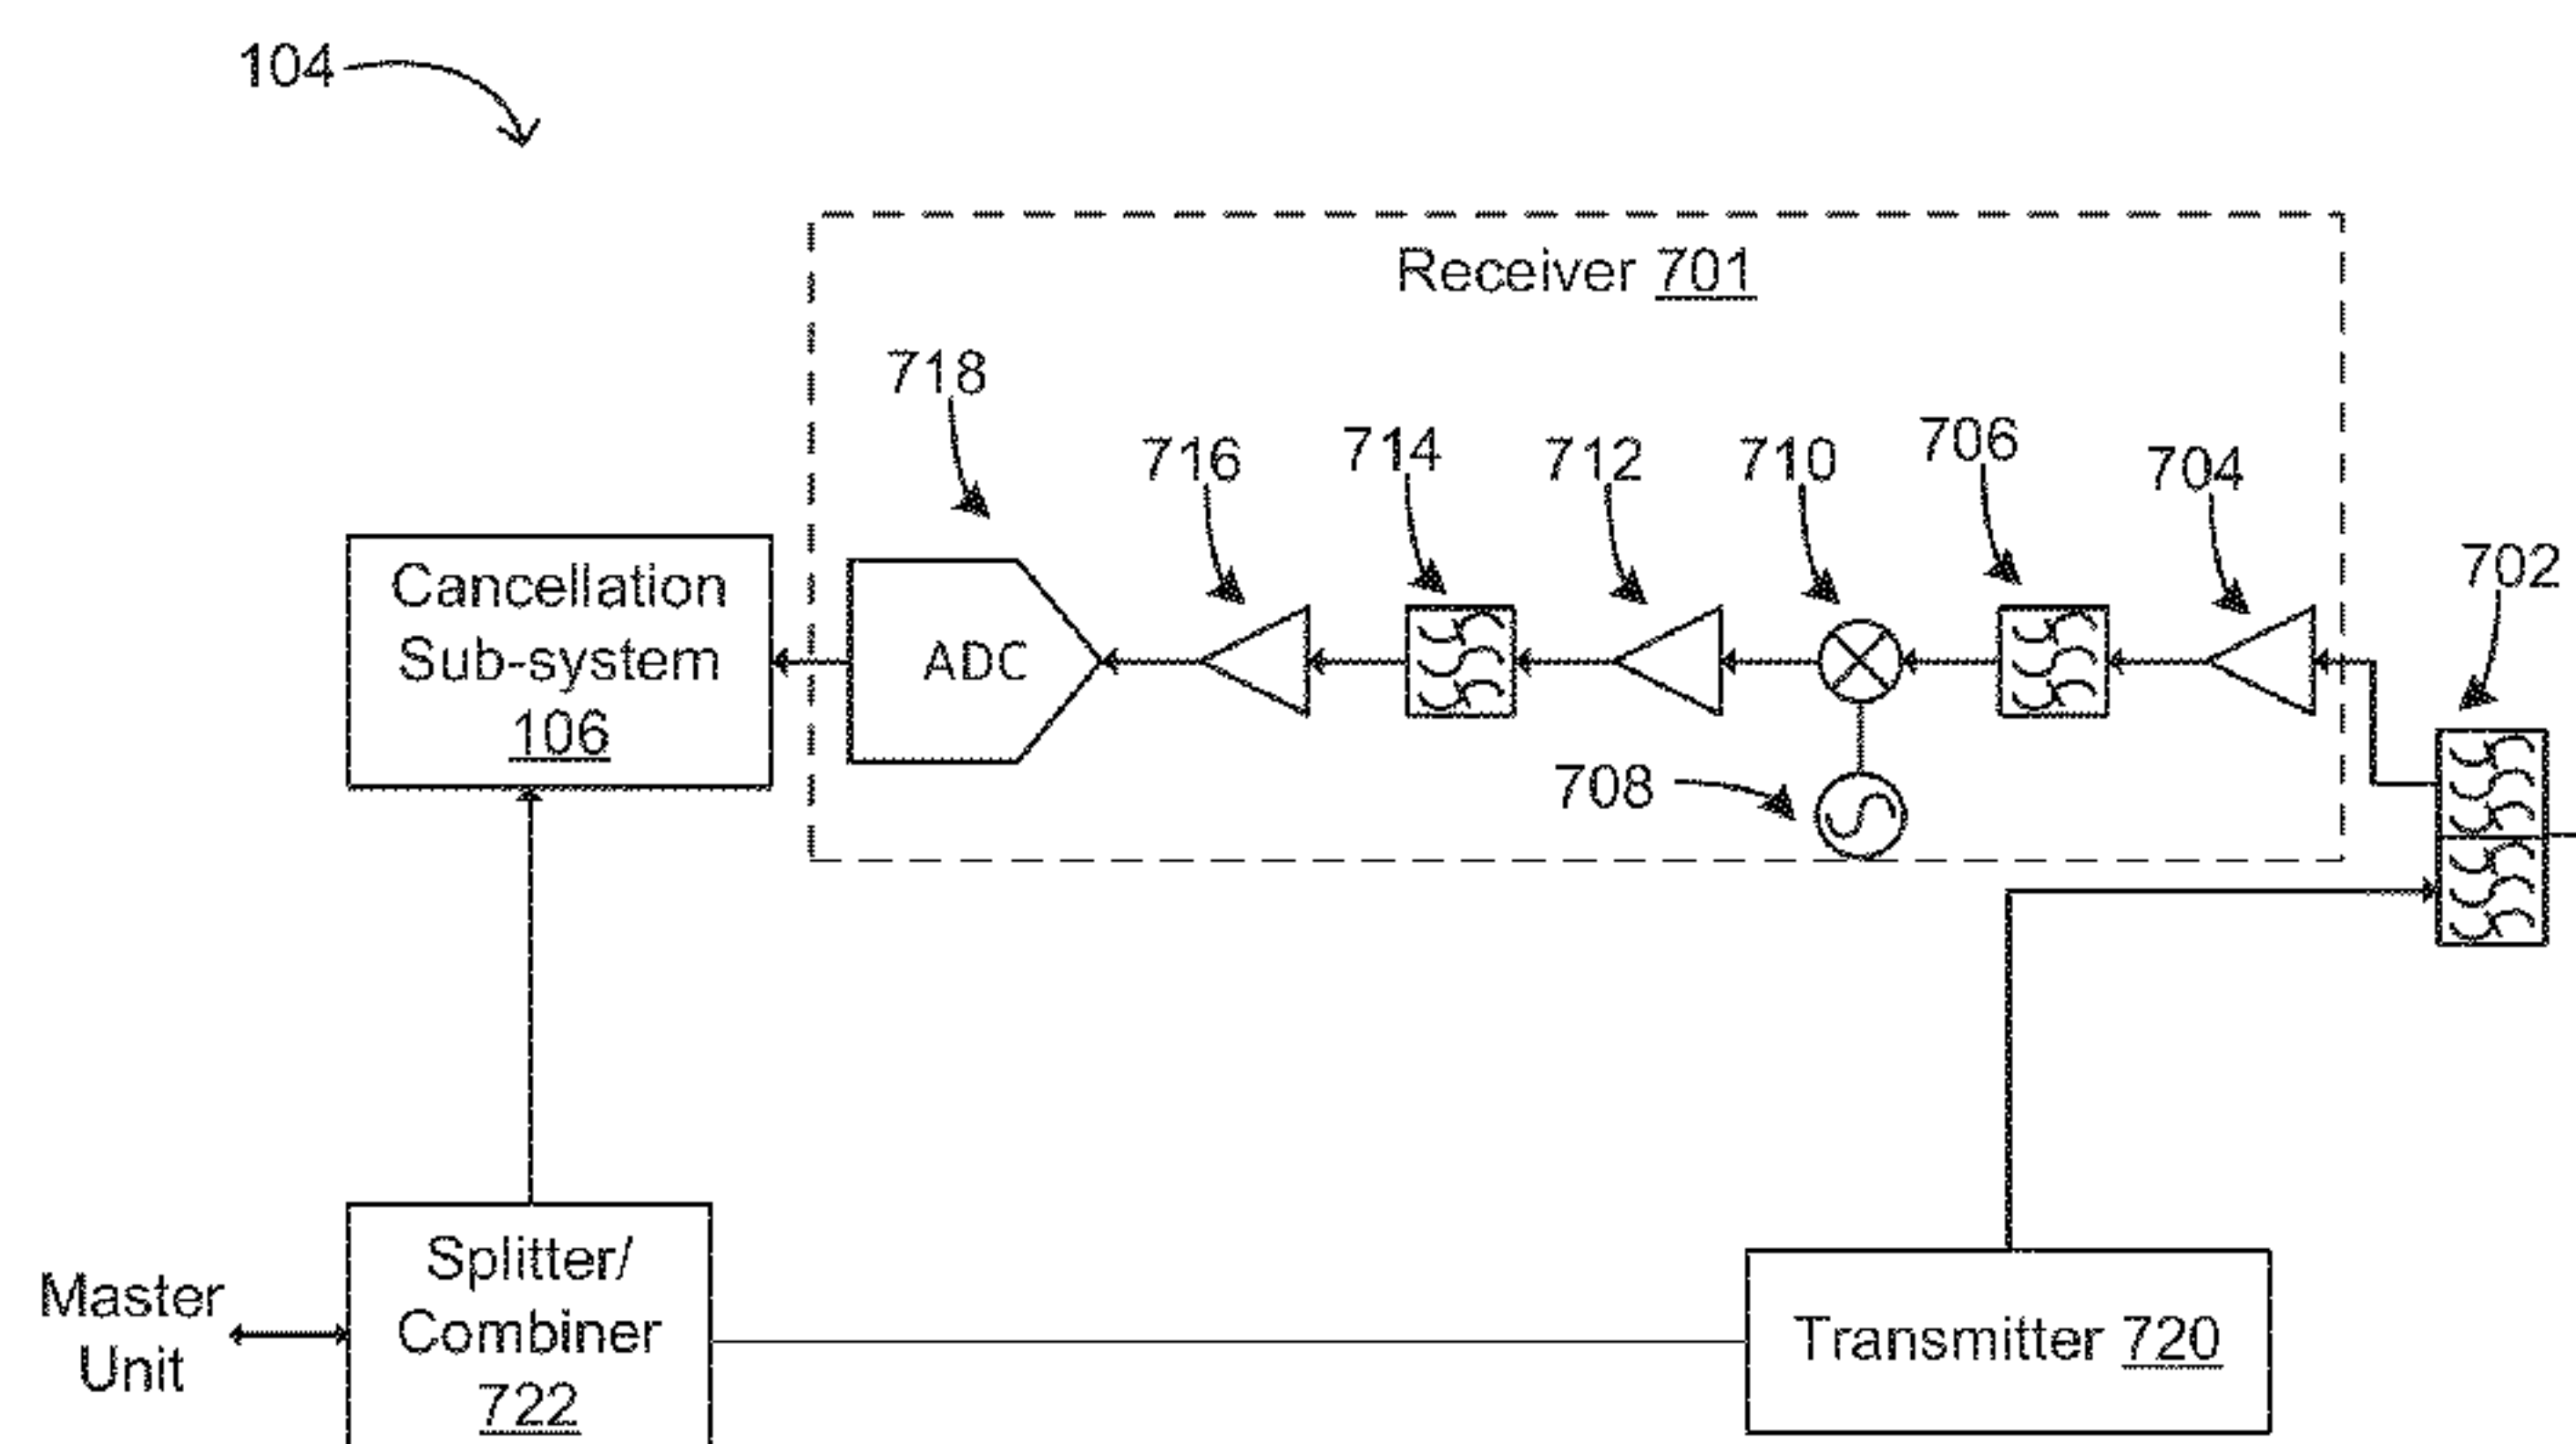 104
Receiver 701
718
716
714
712
710
706
704
702
Cancellation
Sub-system
106
ADC
708
Splitter/
Combiner
722
Master
Unit
Transmitter 720